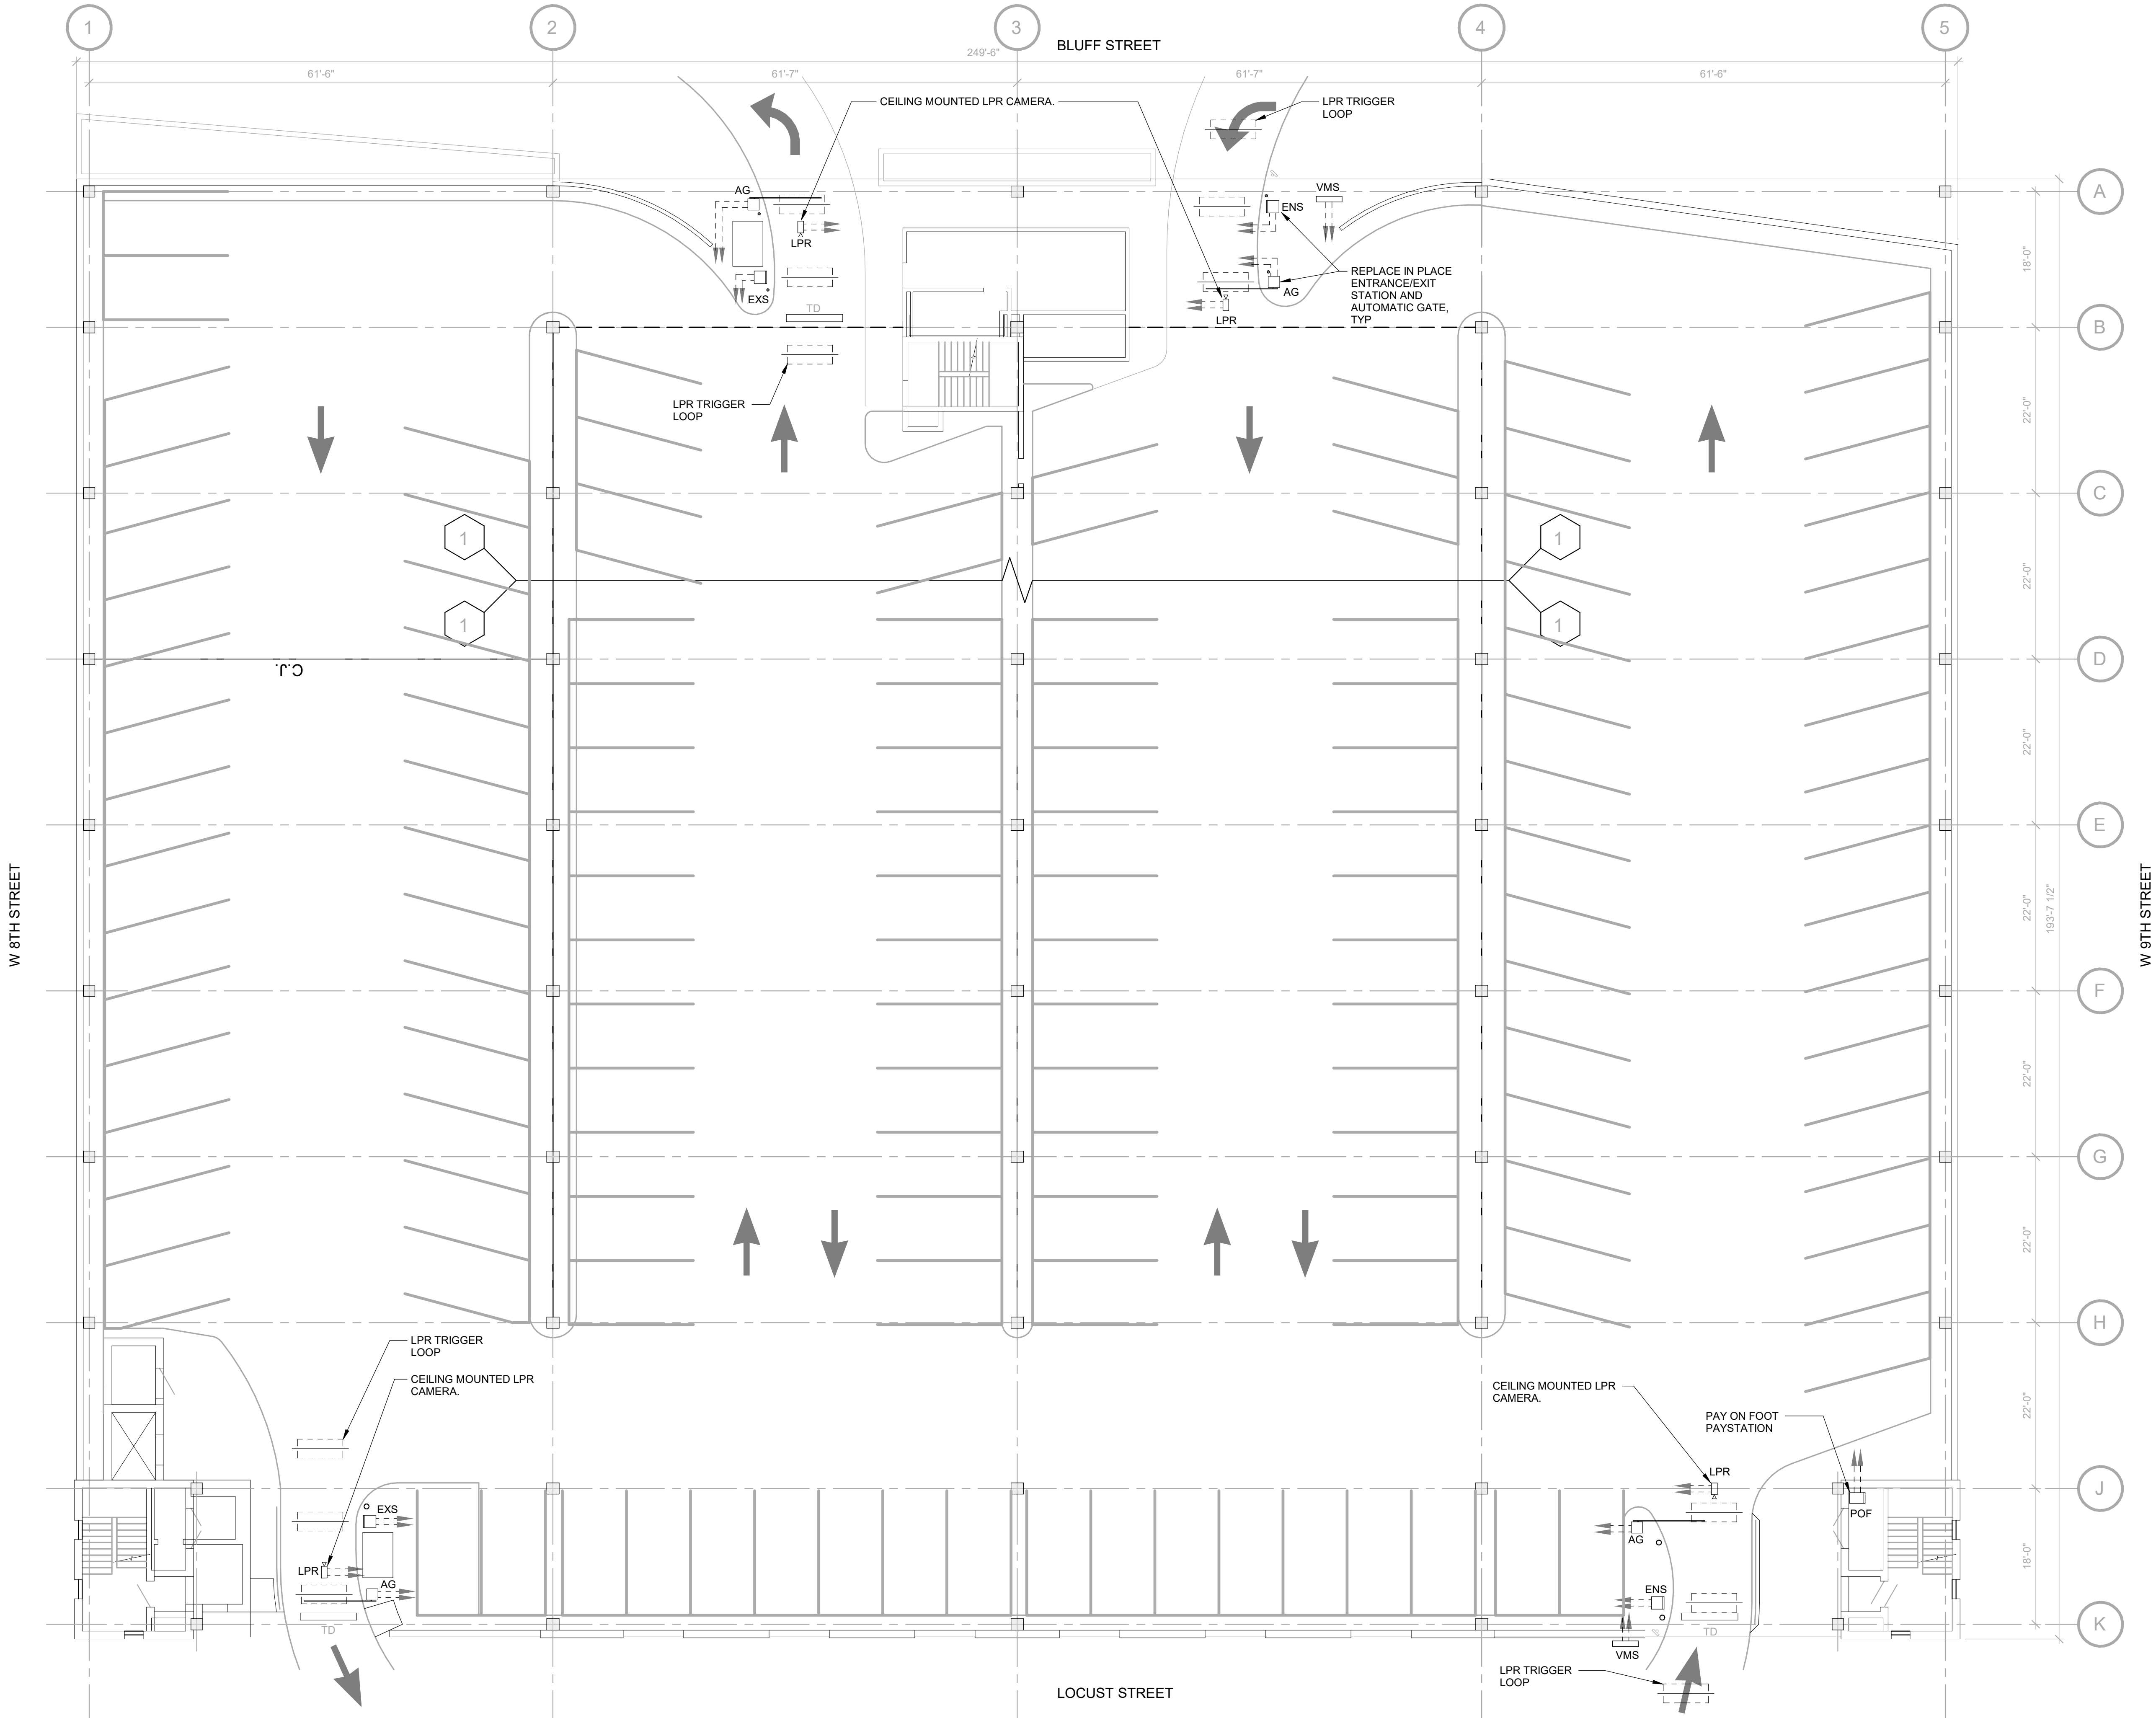 1
2
3
4
5
BLUFF STREET
249'-6"
61'-6"
61'-7"
61'-7"
61'-6"
CEILING MOUNTED LPR CAMERA.
LPR TRIGGER
LOOP
AG
VMS
ENS
A
LPR
18'-0"
EXS
REPLACE IN PLACE
ENTRANCE/EXIT
STATION AND
AUTOMATIC GATE,
TYP
AG
TD
LPR
B
LPR TRIGGER
LOOP
22'-0"
C
1
1
22'-0"
1
1
C.J.
D
22'-0"
E
W 8TH STREET
22'-0"
193'-7 1/2"
W 9TH STREET
F
22'-0"
G
22'-0"
H
LPR TRIGGER
LOOP
CEILING MOUNTED LPR
CAMERA.
CEILING MOUNTED LPR
CAMERA.
22'-0"
PAY ON FOOT
PAYSTATION
LPR
J
EXS
POF
AG
18'-0"
LPR
AG
ENS
TD
TD
K
VMS
LPR TRIGGER
LOOP
LOCUST STREET